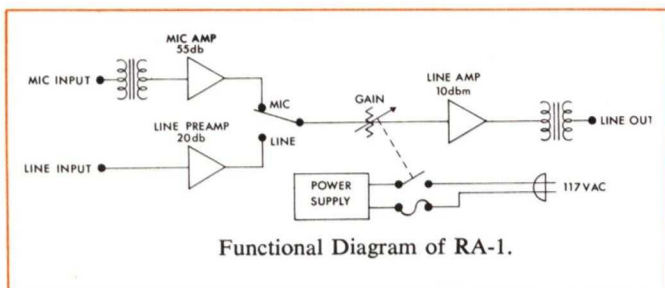 MIC AMP
55db
MIC INPUT
MIC
LINE
LINE PREAMP
20db
LINE INPUT
GAIN
LINE AMP
10dbm
LINE OUT
POWER
SUPPLY
117VAC
Functional Diagram of RA-1.